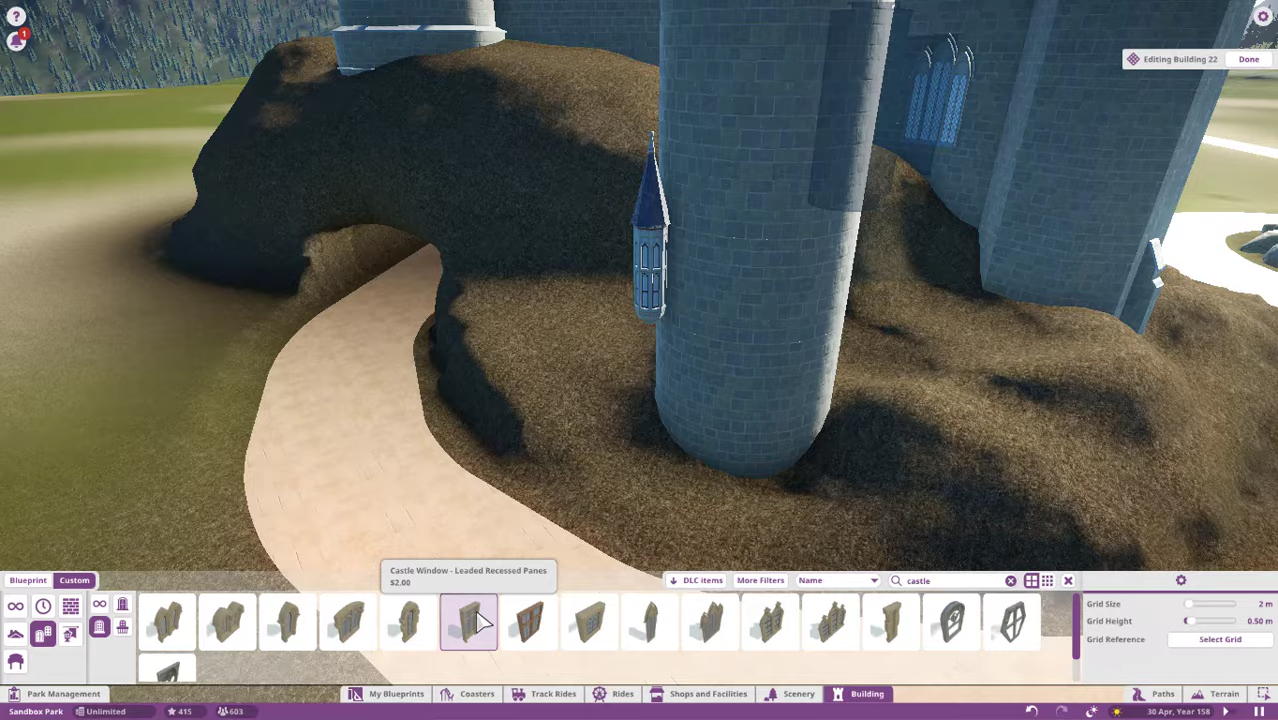 ?
1
Editing Building 22
Done
Castle Window - Leaded Recessed Panes
$2.00
Blueprint
Custom
DLC items
More Filters
Name
castle
Grid Size
2 m
Grid Height
0.50 m
Grid Reference
Select Grid
Park Management
My Blueprints
Coasters
Track Rides
Rides
Shops and Facilities
Scenery
Building
Paths
Terrain
Sandbox Park
Unlimited
415
603
30 Apr, Year 158